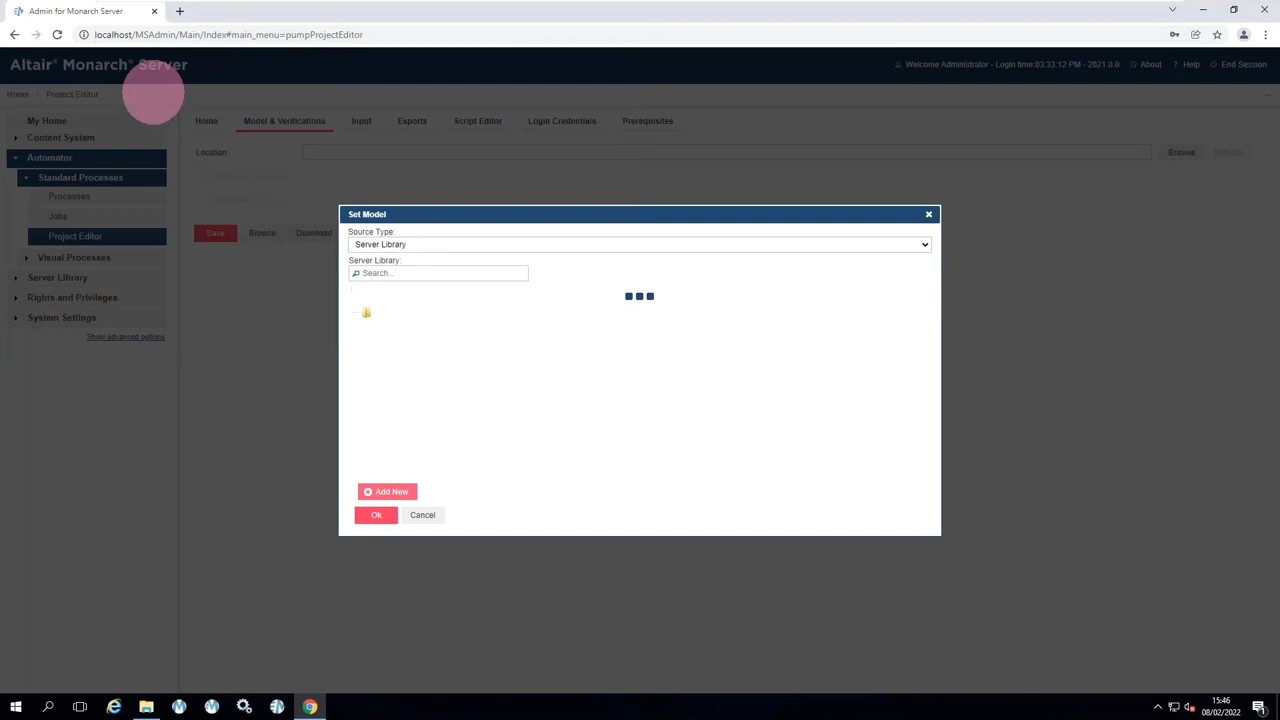 Admin for Monarch Server
localhost/MSAdmin/Main/Index#main_menu=pumpProjectEditor
Altair® Monarch® Server
Welcome Administrator - Login time:03:33:12 PM - 2021.0.0
About
? Help
End Session
Home
Project Editor
My Home
Content System
Automator
Standard Processes
Processes
Jobs
Project Editor
Visual Processes
Server Library
Rights and Privileges
System Settings
Show advanced options
Home
Model & Verifications
Input
Exports
Script Editor
Login Credentials
Prerequisites
Location:
Browse
Save
Browse
Download
Set Model
Source Type:
Server Library
Server Library:
Search...
Add New
Ok
Cancel
15:46
08/02/2022